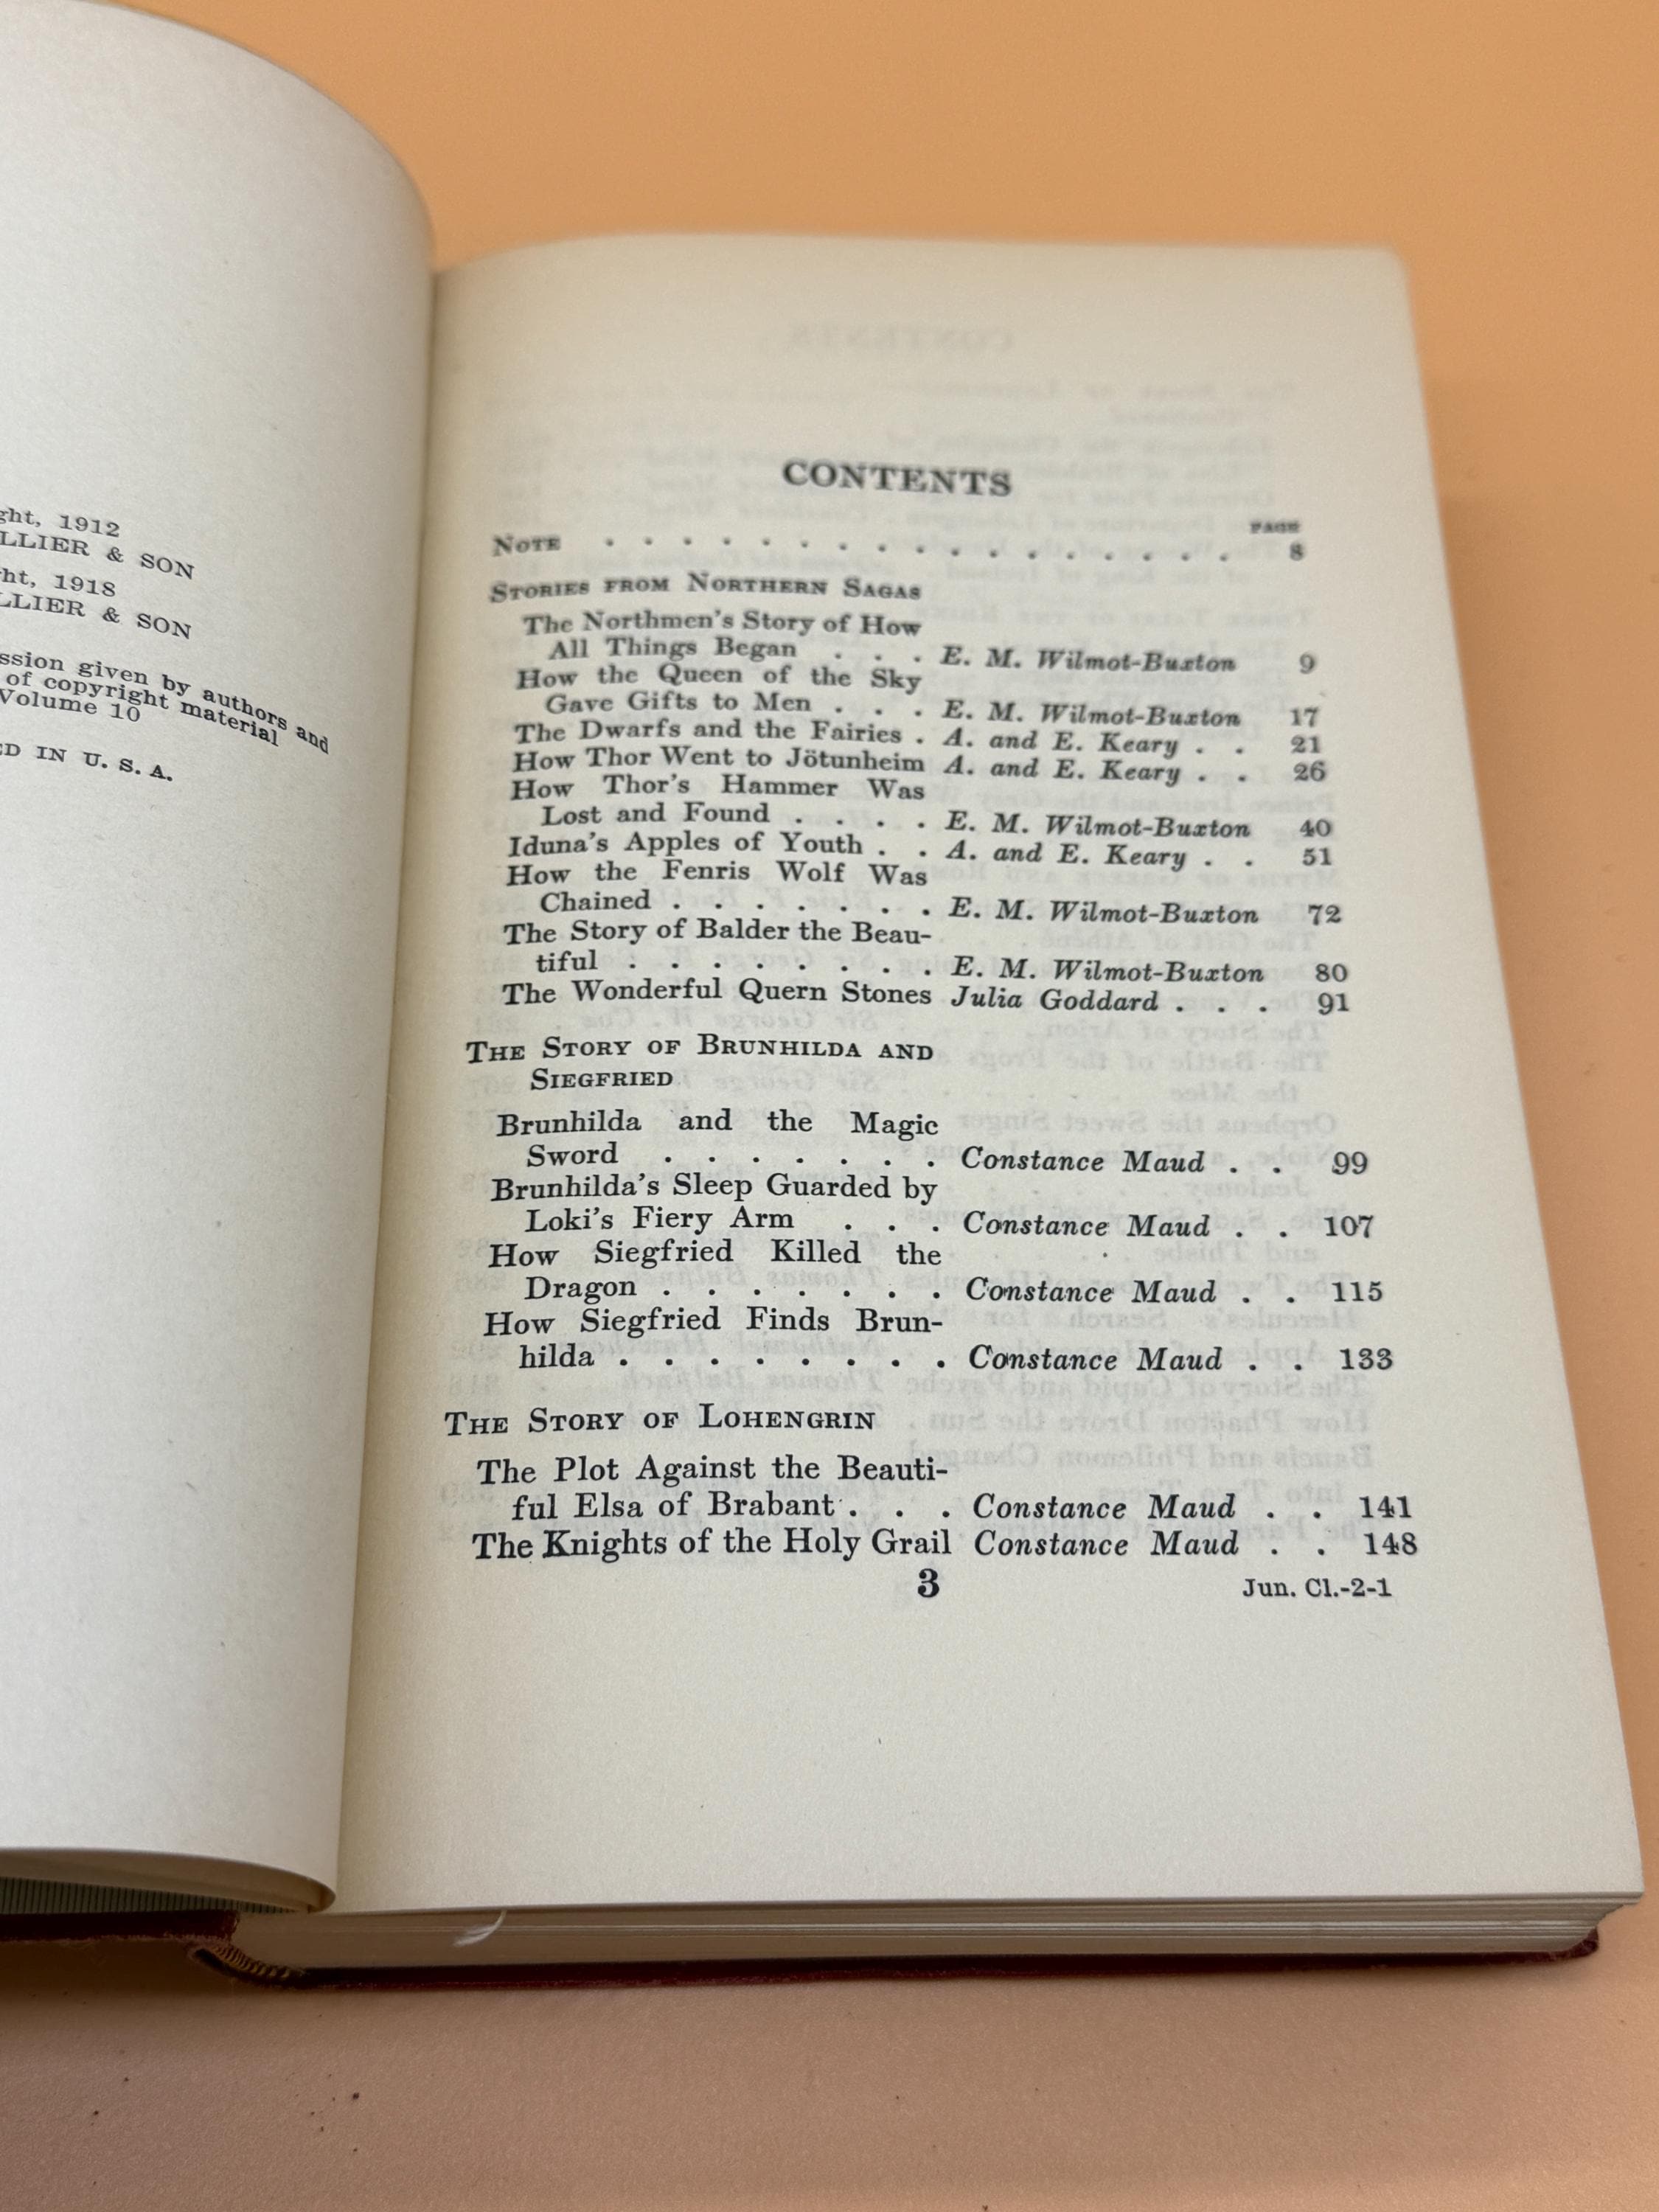 ght, 1912
LLIER & SON
ht, 1918
LLIER & SON
ssion given by authors and
of copyright material
Volume 10
ED IN U. S. A.
CONTENTS
PAGE
NOTE . . . . . . . . . . . . . . . . . 8
STORIES FROM NORTHERN SAGAS
The Northmen's Story of How
All Things Began . . . E. M. Wilmot-Buxton 9
How the Queen of the Sky
Gave Gifts to Men . . . E. M. Wilmot-Buxton 17
The Dwarfs and the Fairies . A. and E. Keary . . 21
How Thor Went to Jötunheim A. and E. Keary . . 26
How Thor's Hammer Was
Lost and Found . . . . E. M. Wilmot-Buxton 40
Iduna's Apples of Youth . . A. and E. Keary . . 51
How the Fenris Wolf Was
Chained . . . . . . . E. M. Wilmot-Buxton 72
The Story of Balder the Beau-
tiful . . . . . . . . E. M. Wilmot-Buxton 80
The Wonderful Quern Stones Julia Goddard . . . 91
THE STORY OF BRUNHILDA AND
SIEGFRIED
Brunhilda and the Magic
Sword . . . . . . . Constance Maud . . 99
Brunhilda's Sleep Guarded by
Loki's Fiery Arm . . . Constance Maud . . 107
How Siegfried Killed the
Dragon . . . . . . . Constance Maud . . 115
How Siegfried Finds Brun-
hilda . . . . . . . . Constance Maud . . 133
THE STORY OF LOHENGRIN
The Plot Against the Beauti-
ful Elsa of Brabant . . . Constance Maud . . 141
The Knights of the Holy Grail Constance Maud . . 148
3
Jun. Cl.-2-1